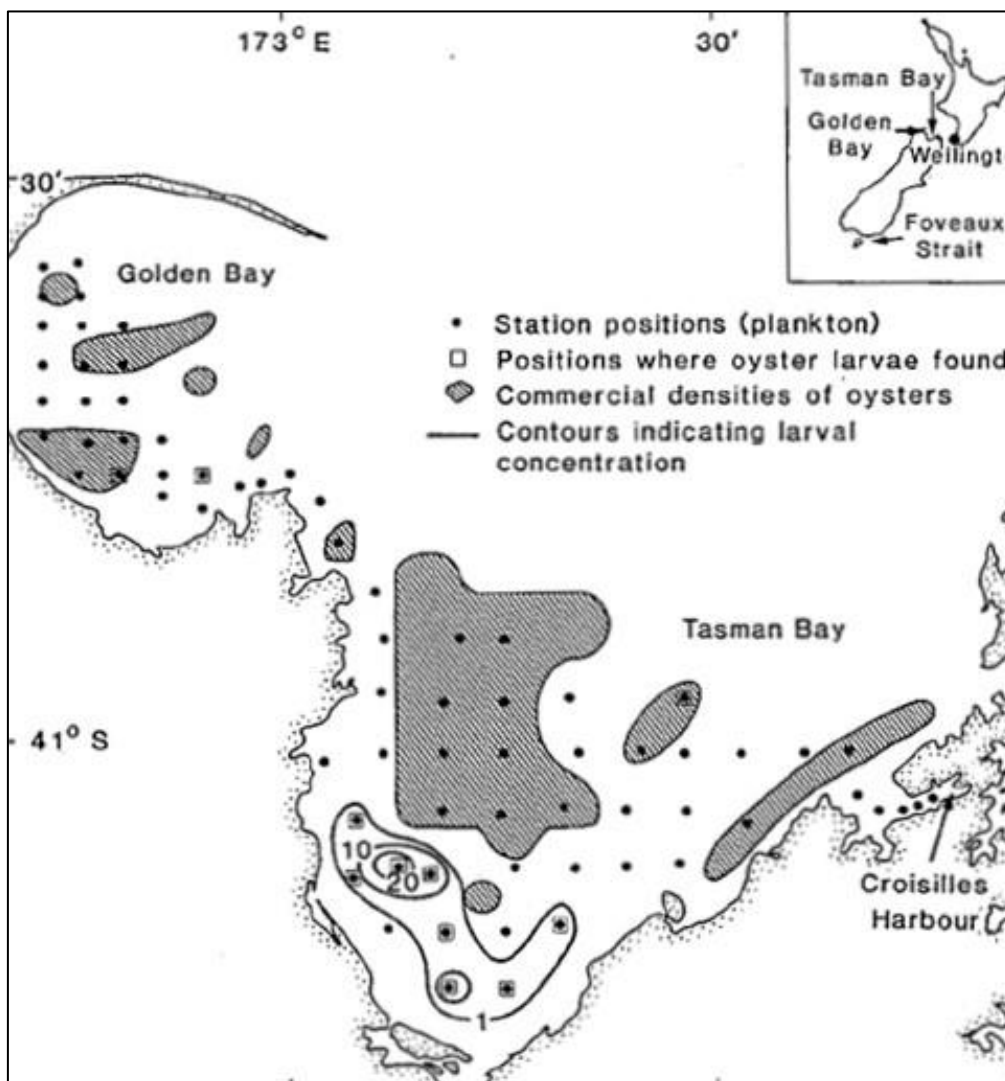 173° E
30'
Tasman Bay
Golden
Bay
Wellingt
Foveaux
Strait
30'
Golden Bay
Station positions (plankton)
Positions where oyster larvae found
Commercial densities of oysters
Contours indicating larval
concentration
Tasman Bay
41° S
10
20
Croisilles
Harbour
1